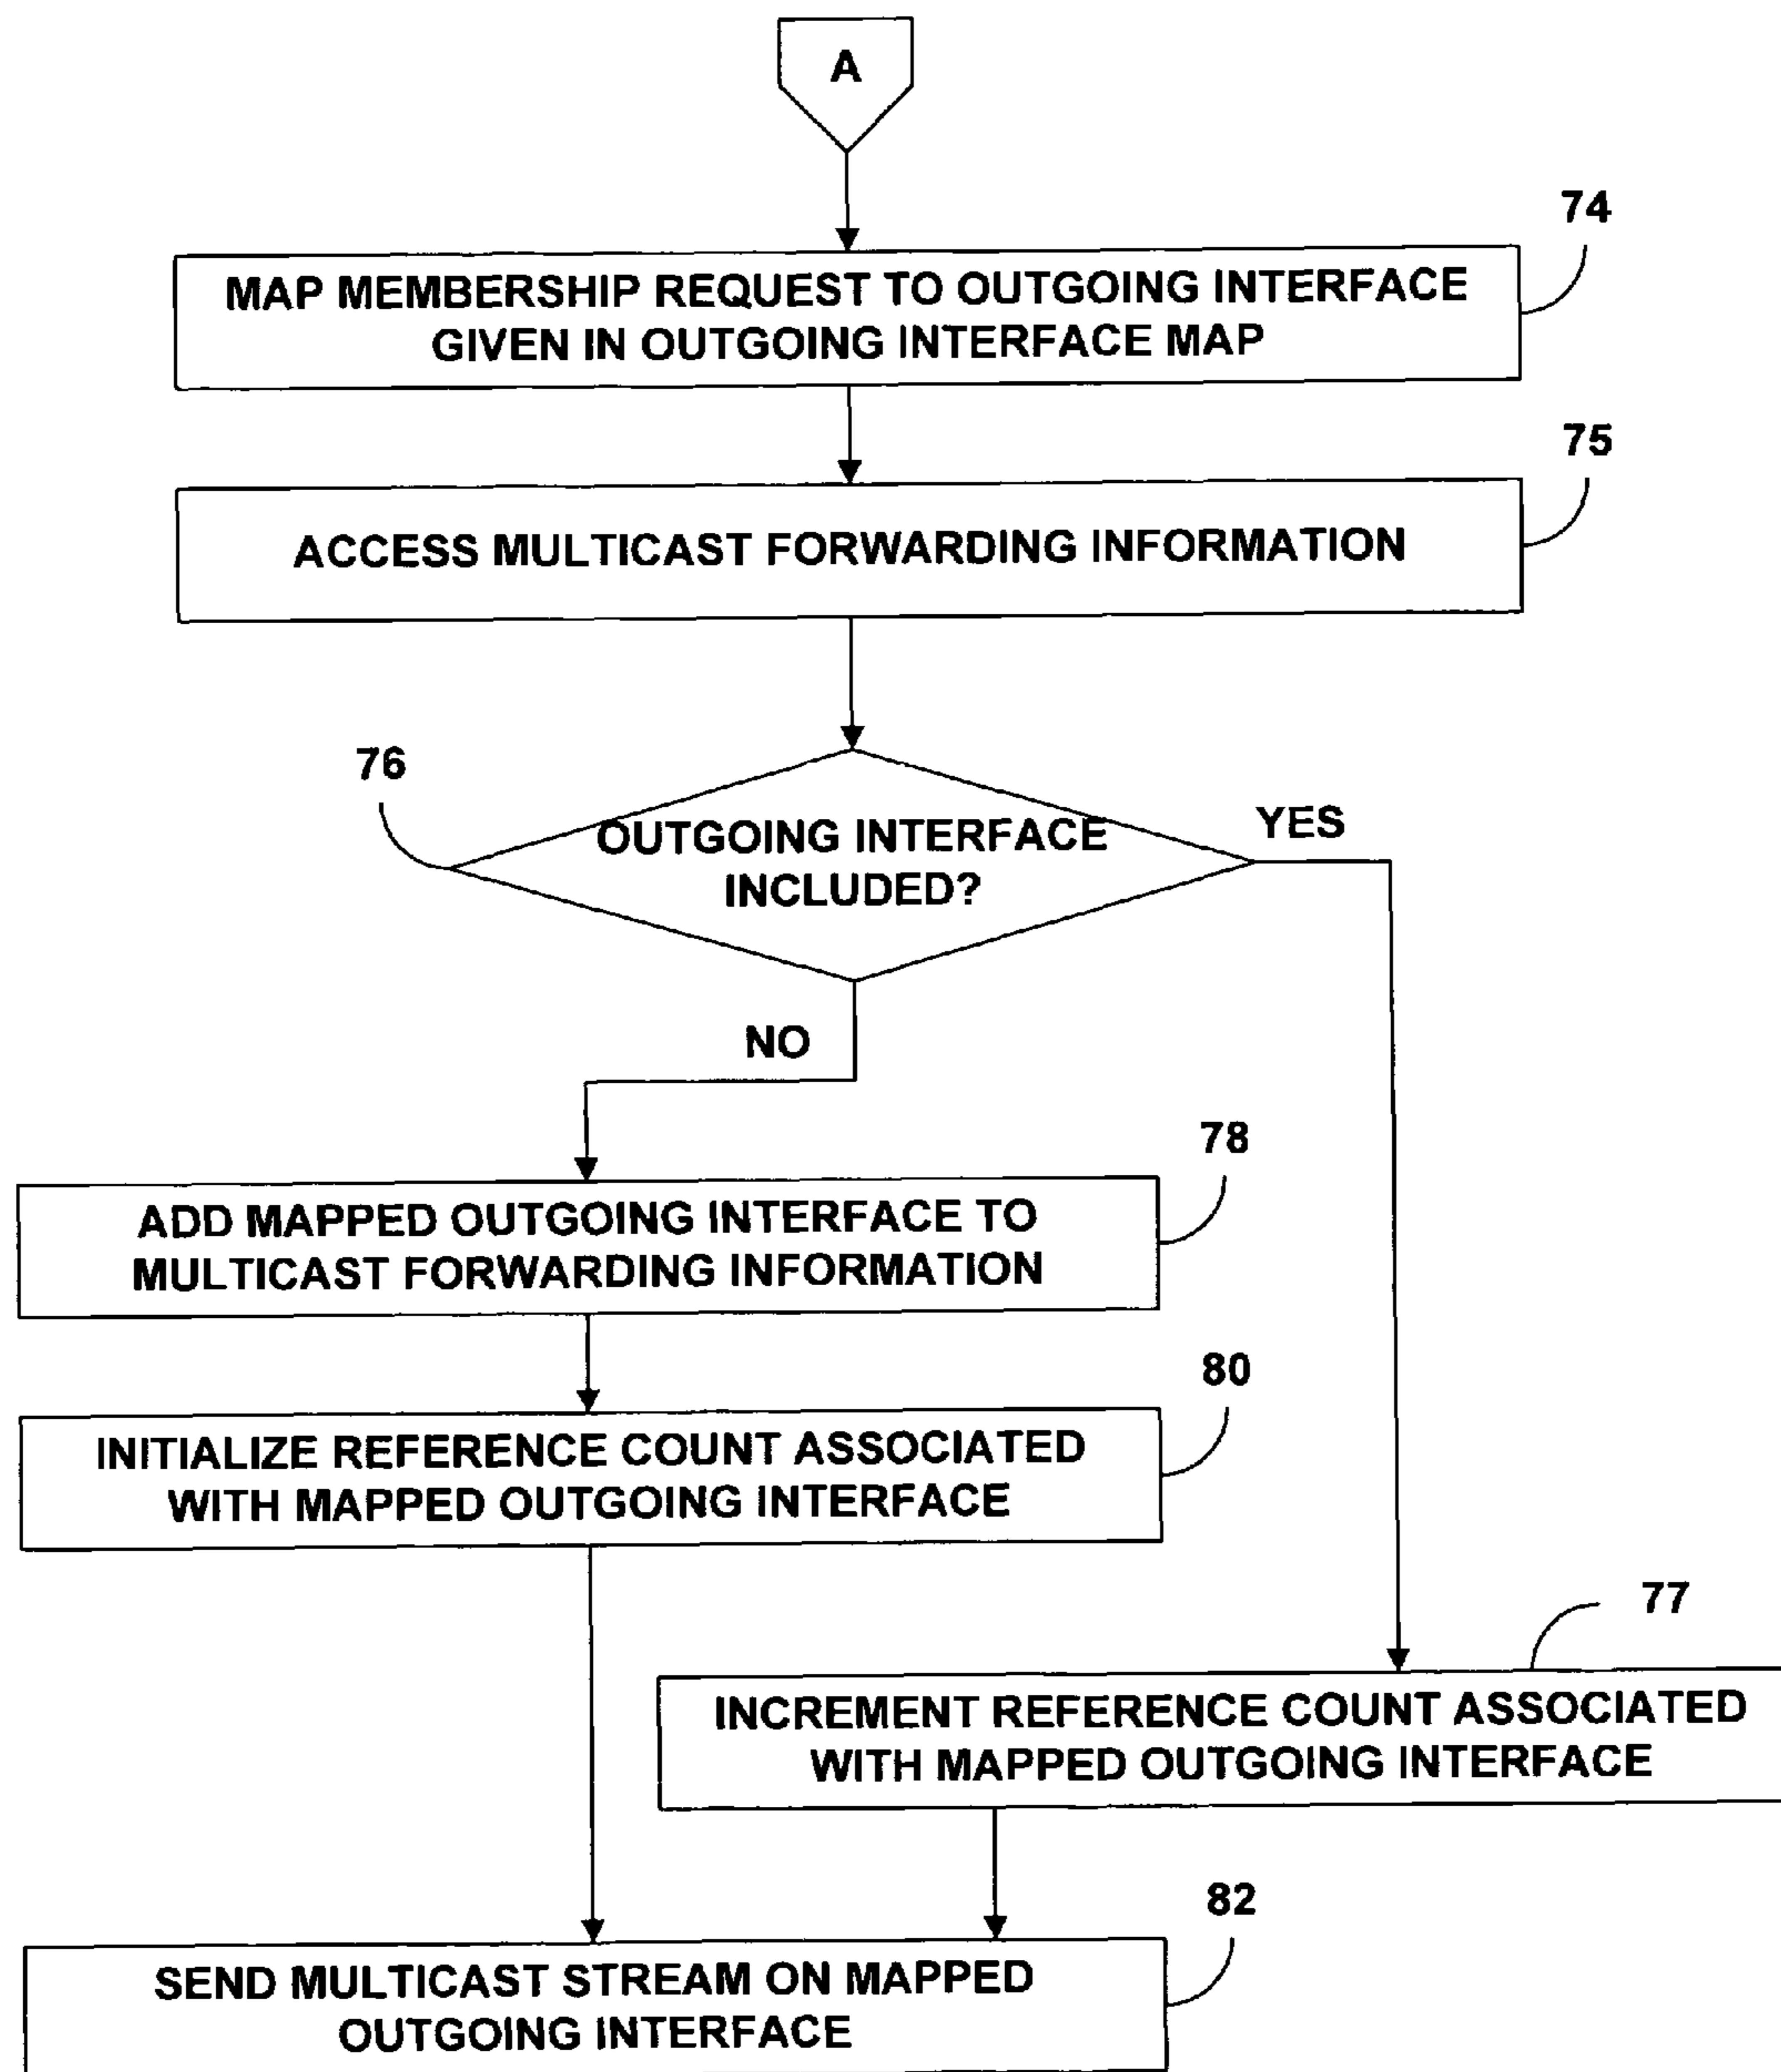 A
74
MAP MEMBERSHIP REQUEST TO OUTGOING INTERFACE
GIVEN IN OUTGOING INTERFACE MAP
75
ACCESS MULTICAST FORWARDING INFORMATION
76
OUTGOING INTERFACE
INCLUDED?
YES
NO
78
ADD MAPPED OUTGOING INTERFACE TO
MULTICAST FORWARDING INFORMATION
80
INITIALIZE REFERENCE COUNT ASSOCIATED
WITH MAPPED OUTGOING INTERFACE
77
INCREMENT REFERENCE COUNT ASSOCIATED
WITH MAPPED OUTGOING INTERFACE
82
SEND MULTICAST STREAM ON MAPPED
OUTGOING INTERFACE